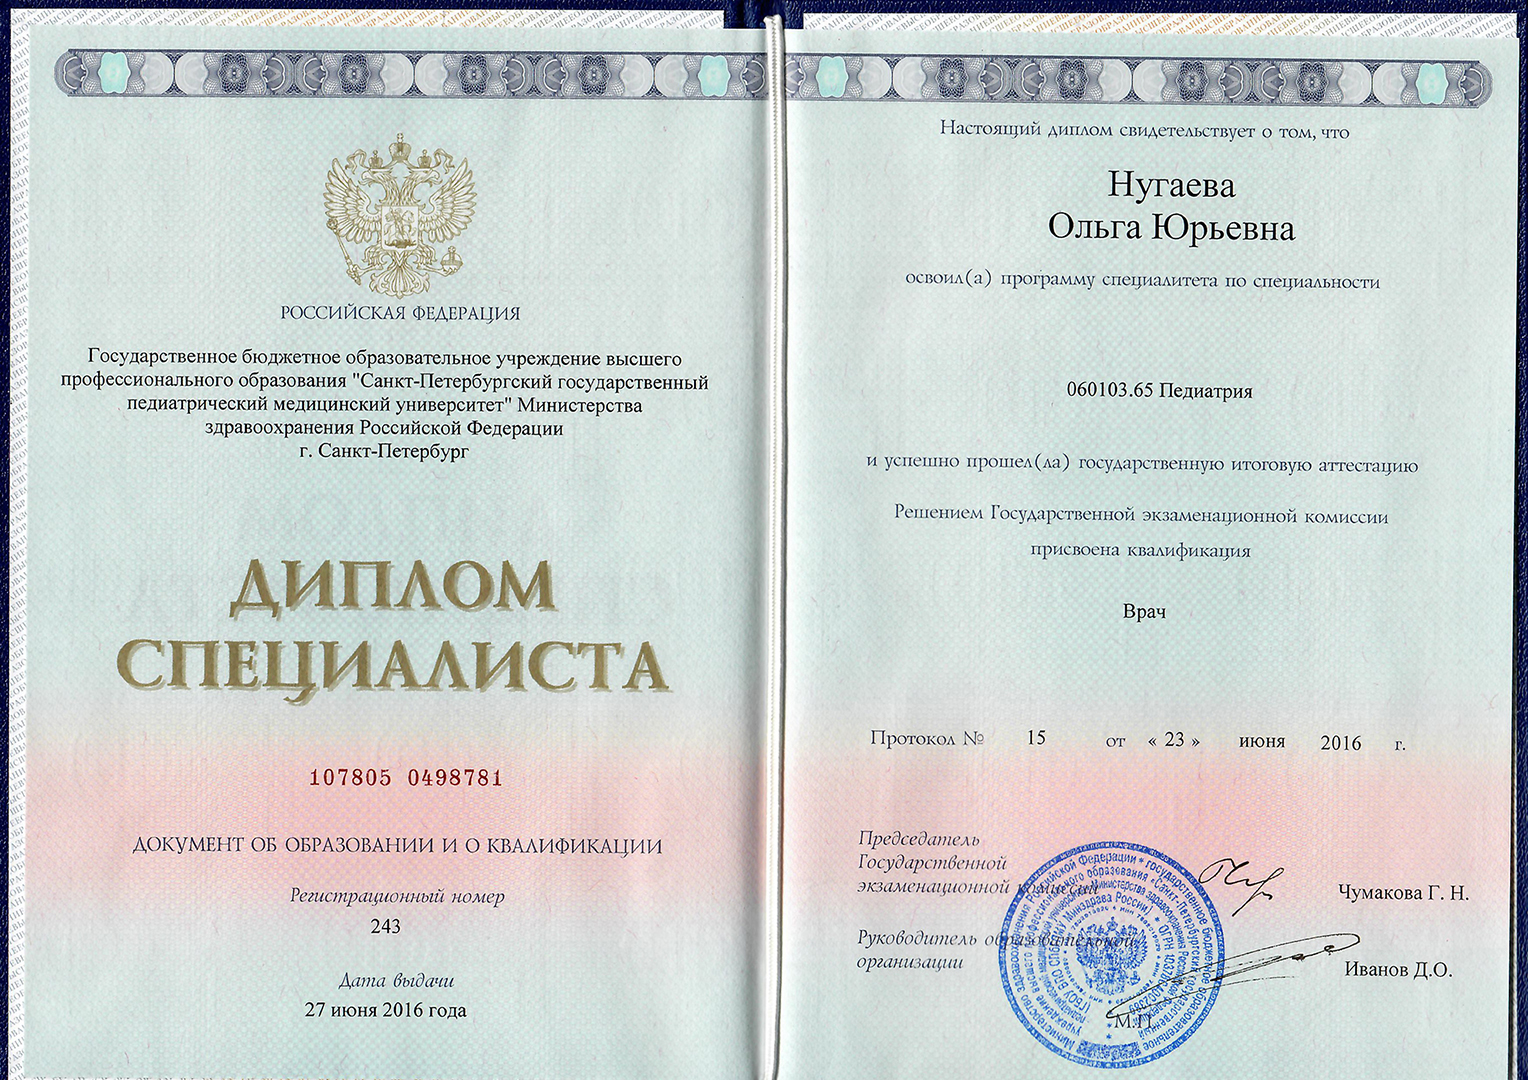 РОССИЙСКАЯ ФЕДЕРАЦИЯ
Государственное бюджетное образовательное учреждение высшего
профессионального образования "Санкт-Петербургский государственный
педиатрический медицинский университет" Министерства
здравоохранения Российской Федерации
г. Санкт-Петербург
ДИПЛОМ
СПЕЦИАЛИСТА
107805 0498781
ДОКУМЕНТ ОБ ОБРАЗОВАНИИ И О КВАЛИФИКАЦИИ
Регистрационный номер
243
Дата выдачи
27 июня 2016 года
Настоящий диплом свидетельствует о том, что
Нугаева
Ольга Юрьевна
освоил(а) программу специалитета по специальности
060103.65 Педиатрия
и успешно прошел(ла) государственную итоговую аттестацию
Решением Государственной экзаменационной комиссии
присвоена квалификация
Врач
Протокол № 15 от « 23 » июня 2016 г.
Председатель
Государственной
экзаменационной комиссии
Чумакова Г. Н.
Руководитель образовательной
организации
Иванов Д.О.
М.П.